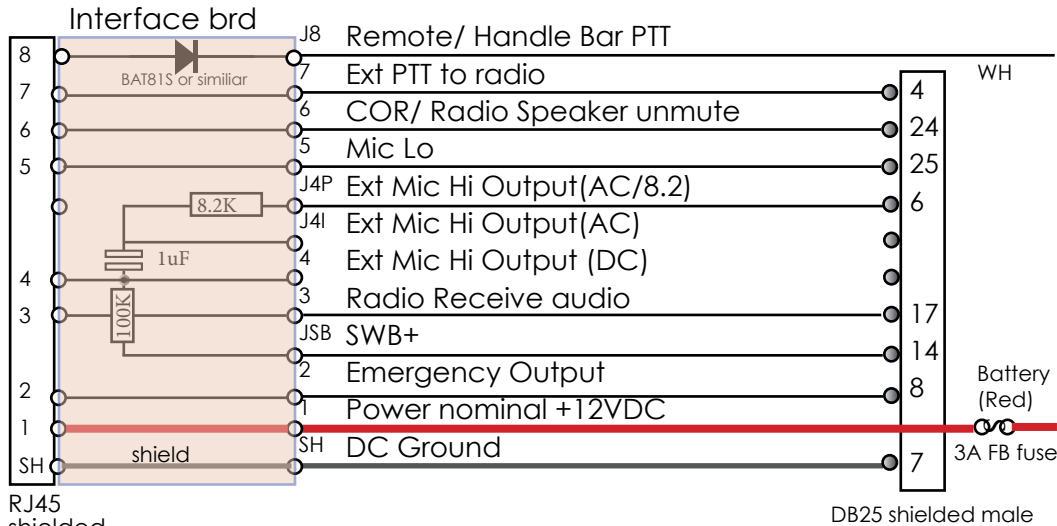 Interface brd
8
BAT81S or similiar
J8
Remote/ Handle Bar PTT
WH
7
7
Ext PTT to radio
4
6
6
COR/ Radio Speaker unmute
24
5
5
Mic Lo
25
8.2K
J4P
Ext Mic Hi Output(AC/8.2)
6
J4I
Ext Mic Hi Output(AC)
1uF
4
4
Ext Mic Hi Output (DC)
3
100K
3
Radio Receive audio
17
JSB
SWB+
14
2
2
Emergency Output
8
Battery
(Red)
1
1
Power nominal +12VDC
3A FB fuse
SH
shield
SH
DC Ground
7
RJ45
shielded
DB25 shielded male